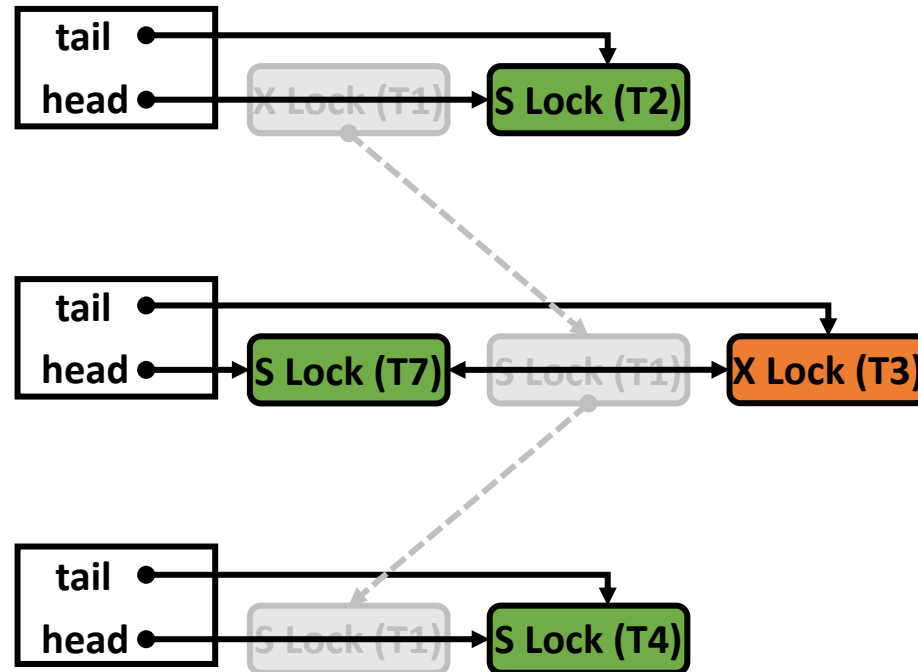 tail
head
X Lock (T1)
S Lock (T2)
tail
head
S Lock (T7)
S Lock (T1)
X Lock (T3)
tail
head
S Lock (T1)
S Lock (T4)